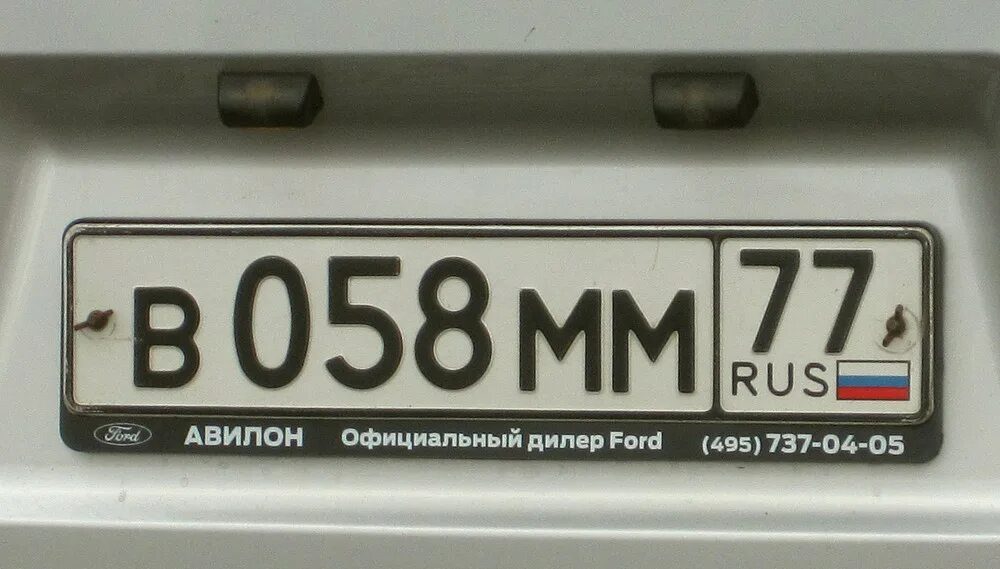 В 058 ММ 77
RUS
Ford АВИЛОН Официальный дилер Ford (495) 737-04-05